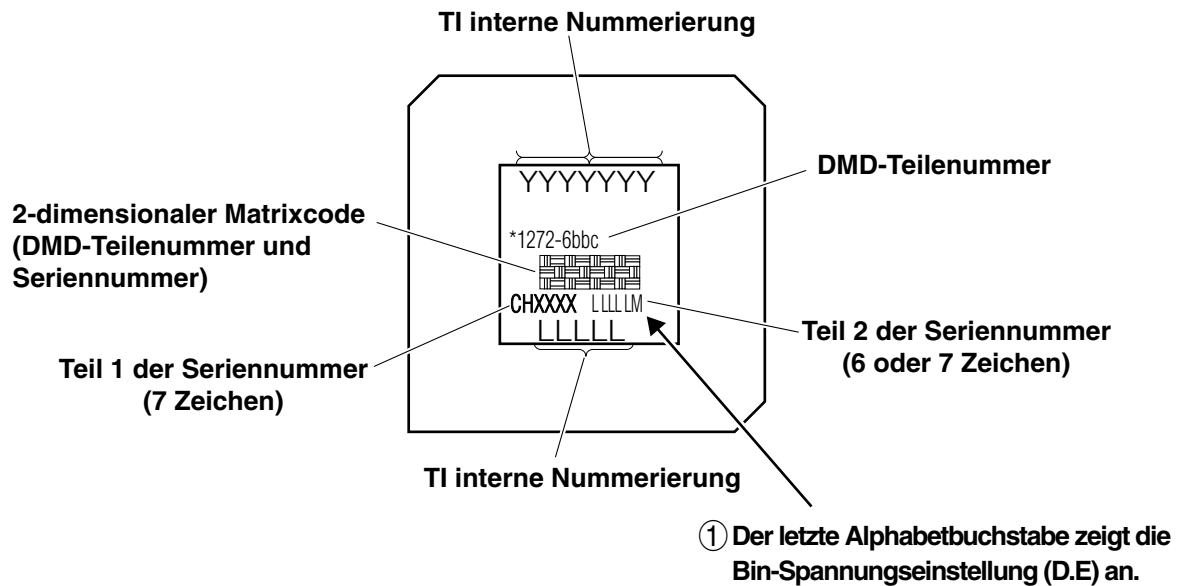 TI interne Nummerierung
DMD-Teilenummer
YYYYYYY
2-dimensionaler Matrixcode
(DMD-Teilenummer und
Seriennummer)
*1272-6bbc
CHXXXX LLLLLM
LLLLL
Teil 1 der Seriennummer
(7 Zeichen)
Teil 2 der Seriennummer
(6 oder 7 Zeichen)
TI interne Nummerierung
① Der letzte Alphabetbuchstabe zeigt die
Bin-Spannungseinstellung (D.E) an.